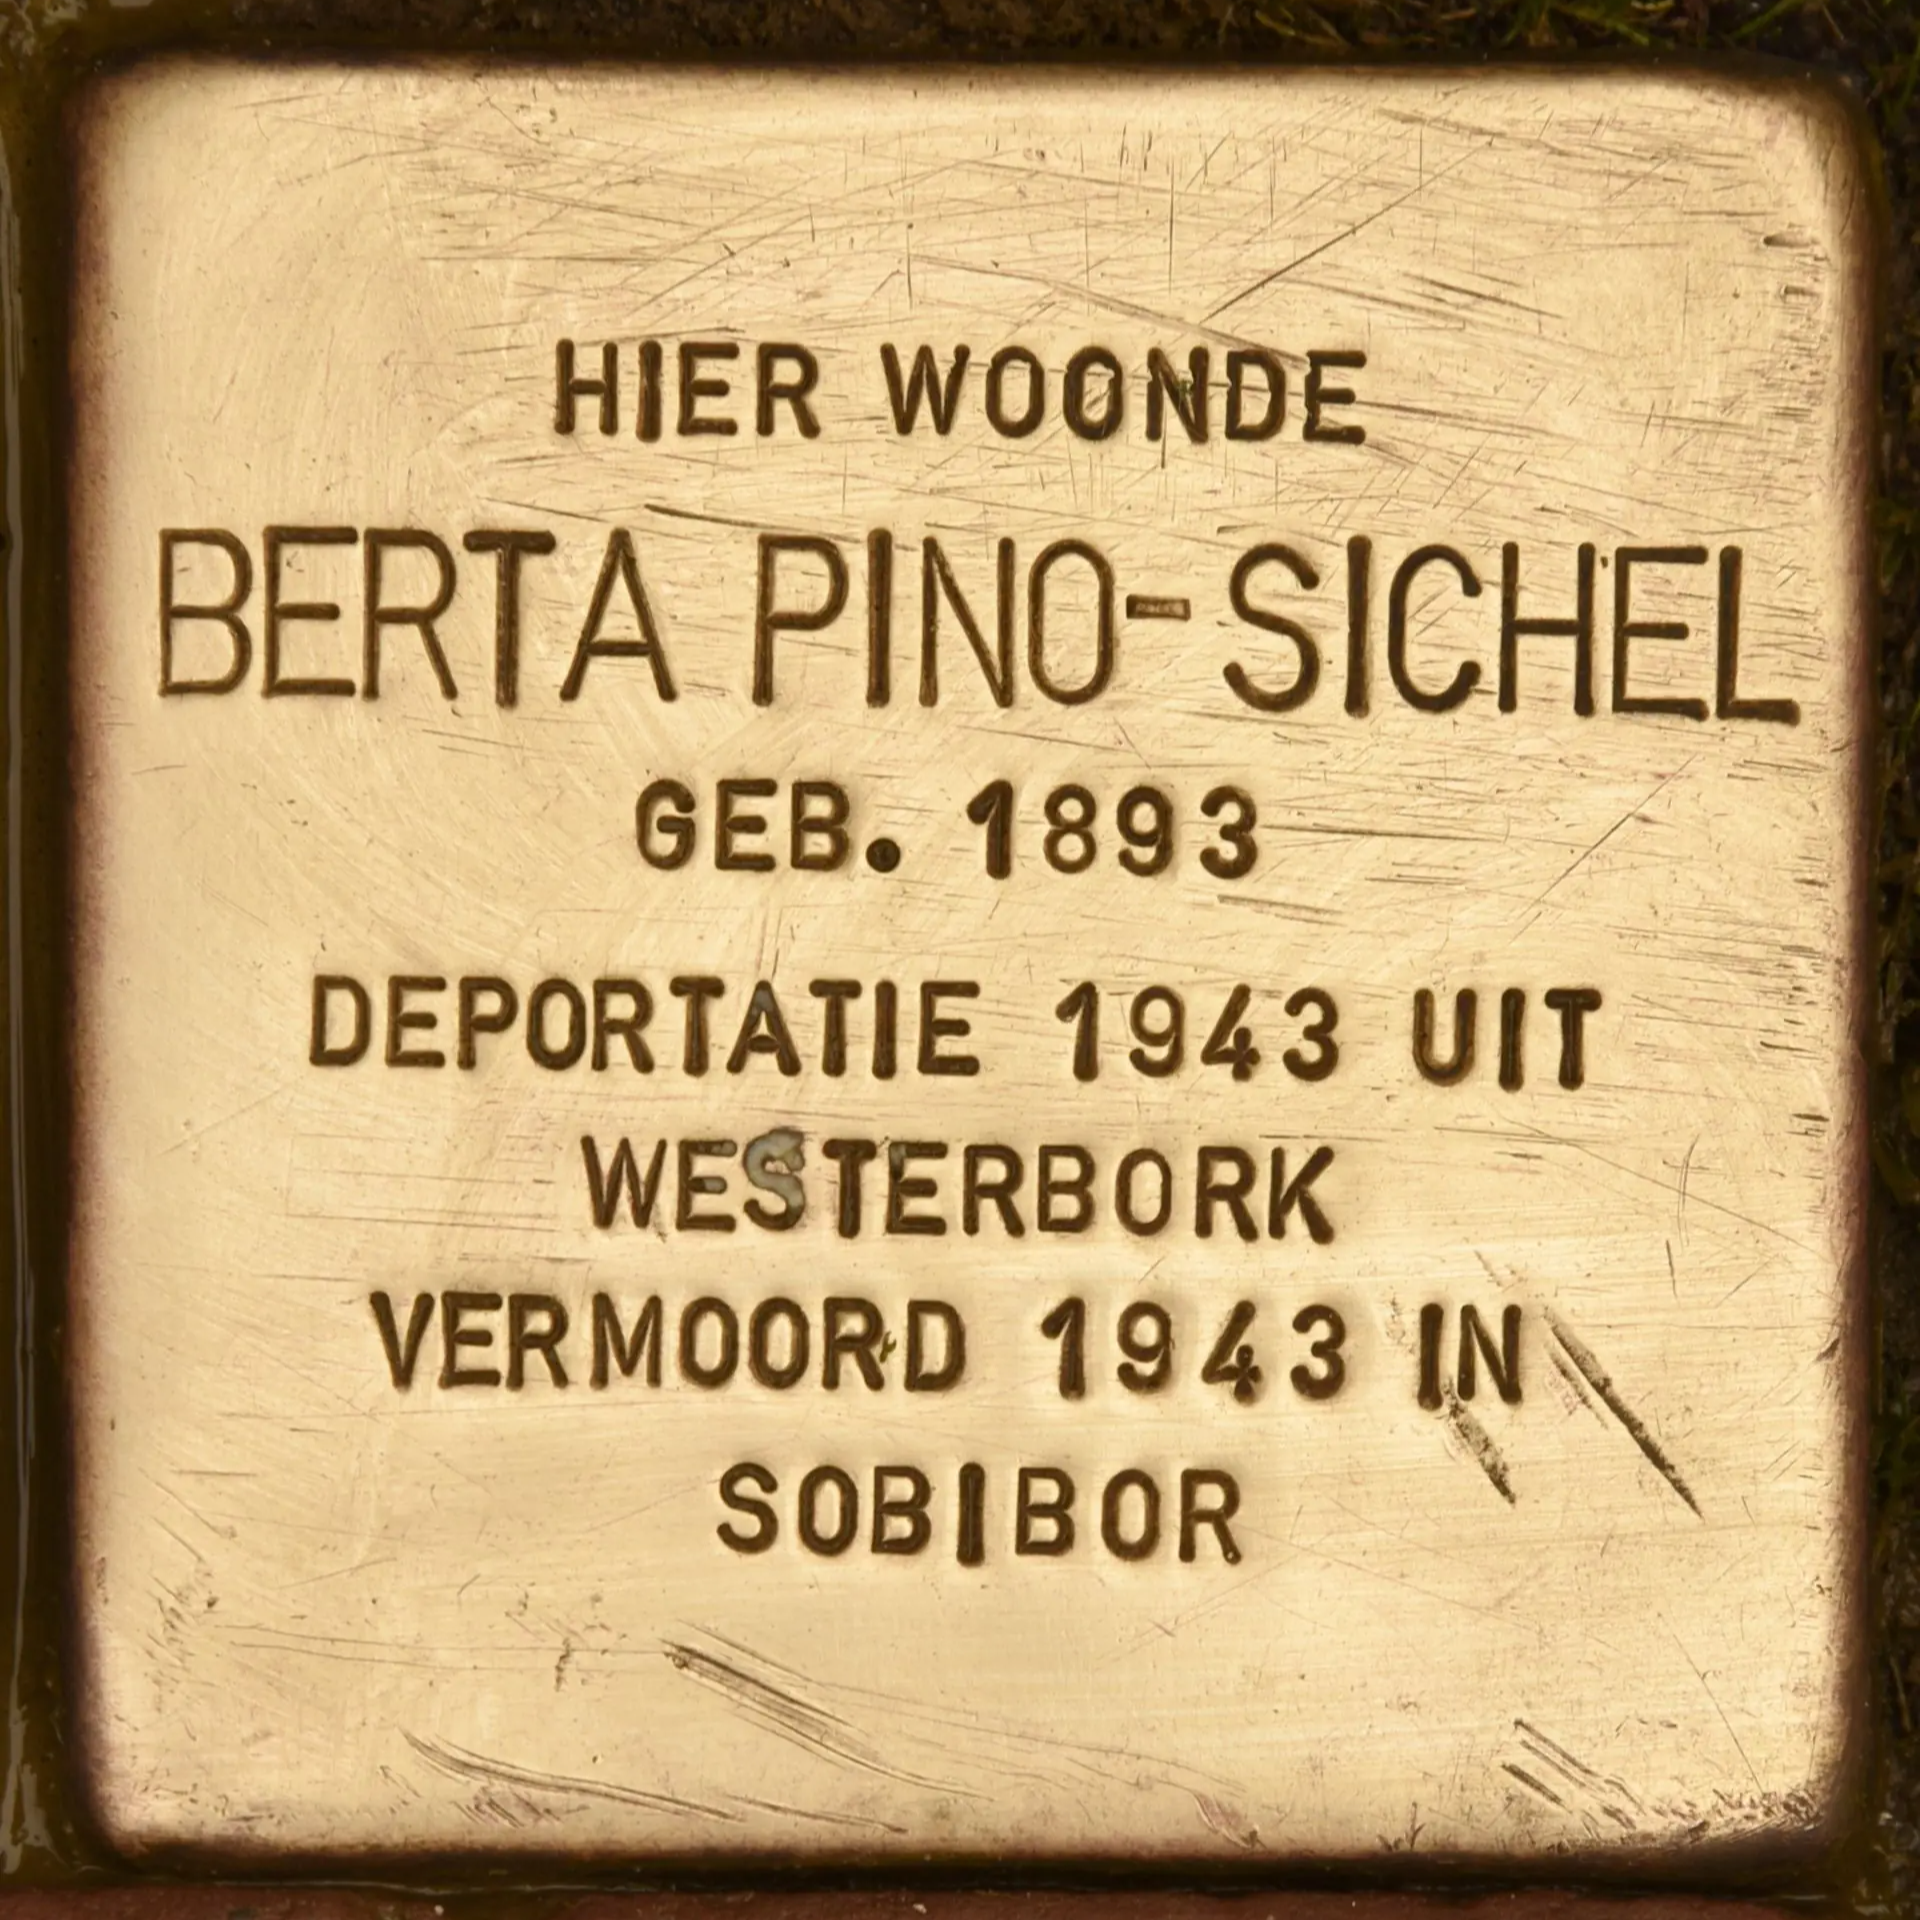 HIER WOONDE
BERTA PINO-SICHEL
GEB. 1893
DEPORTATIE 1943 UIT
WESTERBORK
VERMOORD 1943 IN
SOBIBOR